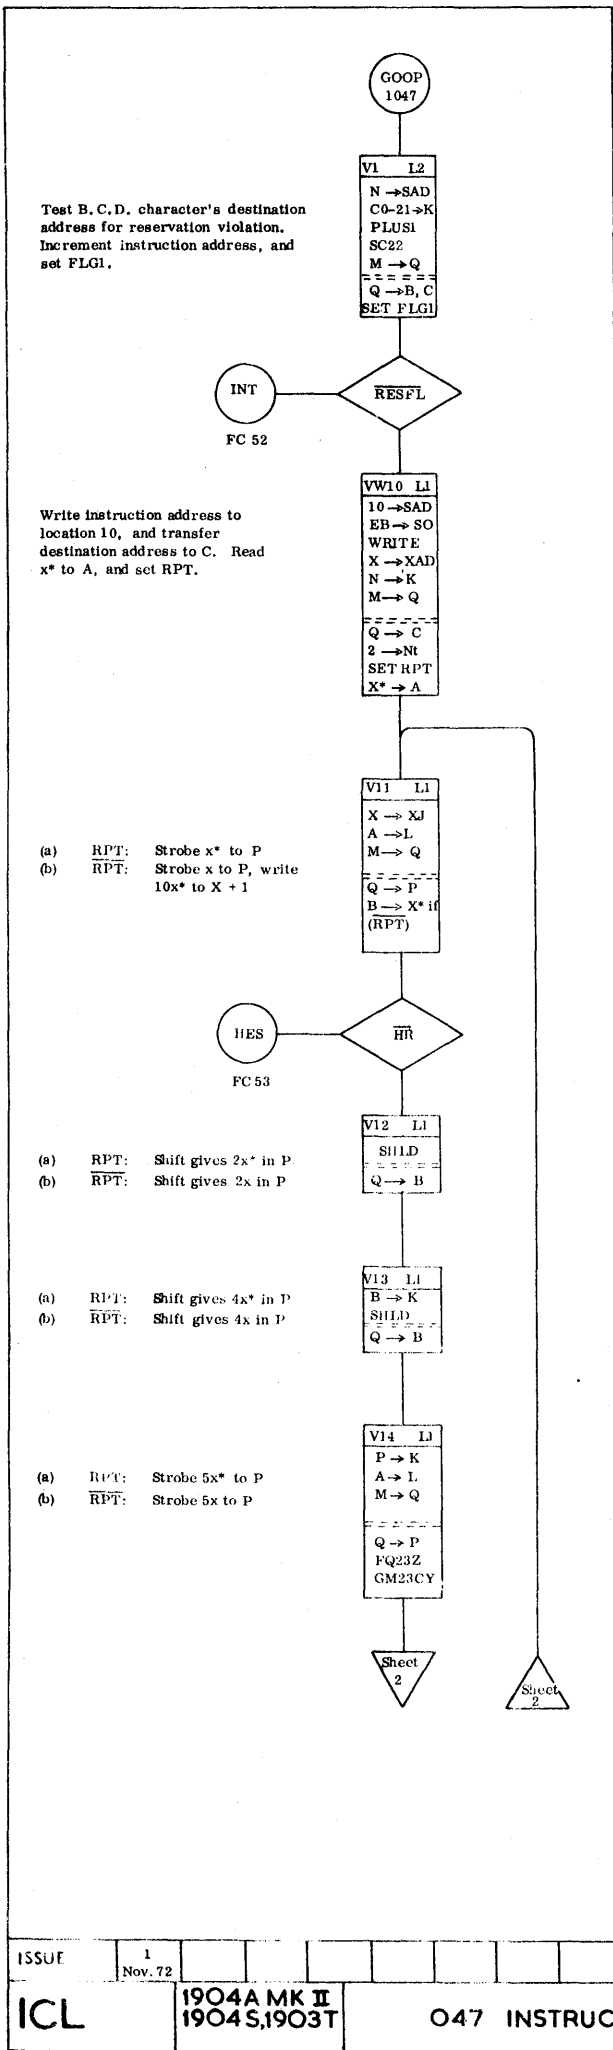 GOOP
1047
Test B.C.D. character's destination
address for reservation violation.
Increment instruction address, and
set FLG1.
V1 L2
N →SAD
C0-21→K
PLUS1
SC22
M → Q
Q →B, C
SET FLG1
INT
FC 52
RESFL
Write instruction address to
location 10, and transfer
destination address to C. Read
x* to A, and set RPT.
VW10 L1
10 →SAD
EB → SO
WRITE
X → XAD
N → K
M → Q
Q → C
2 →Nt
SET RPT
X* → A
V11 L1
X → XJ
A → L
M → Q
Q → P
B → X* if
(RPT)
(a) RPT: Strobe x* to P
(b) RPT: Strobe x to P, write
10x* to X + 1
HES
FC 53
HR
V12 L1
SHLD
Q → B
(a) RPT: Shift gives 2x* in P
(b) RPT: Shift gives 2x in P
V13 L1
B → K
SHLD
Q → B
(a) RPT: Shift gives 4x* in P
(b) RPT: Shift gives 4x in P
V14 L1
P → K
A → L
M → Q
Q → P
FQ23Z
GM23CY
(a) RPT: Strobe 5x* to P
(b) RPT: Strobe 5x to P
Sheet
2
Sheet
2
ISSUE 1
Nov. 72
ICL
1904A MK II
1904S,1903T
047 INSTRUC